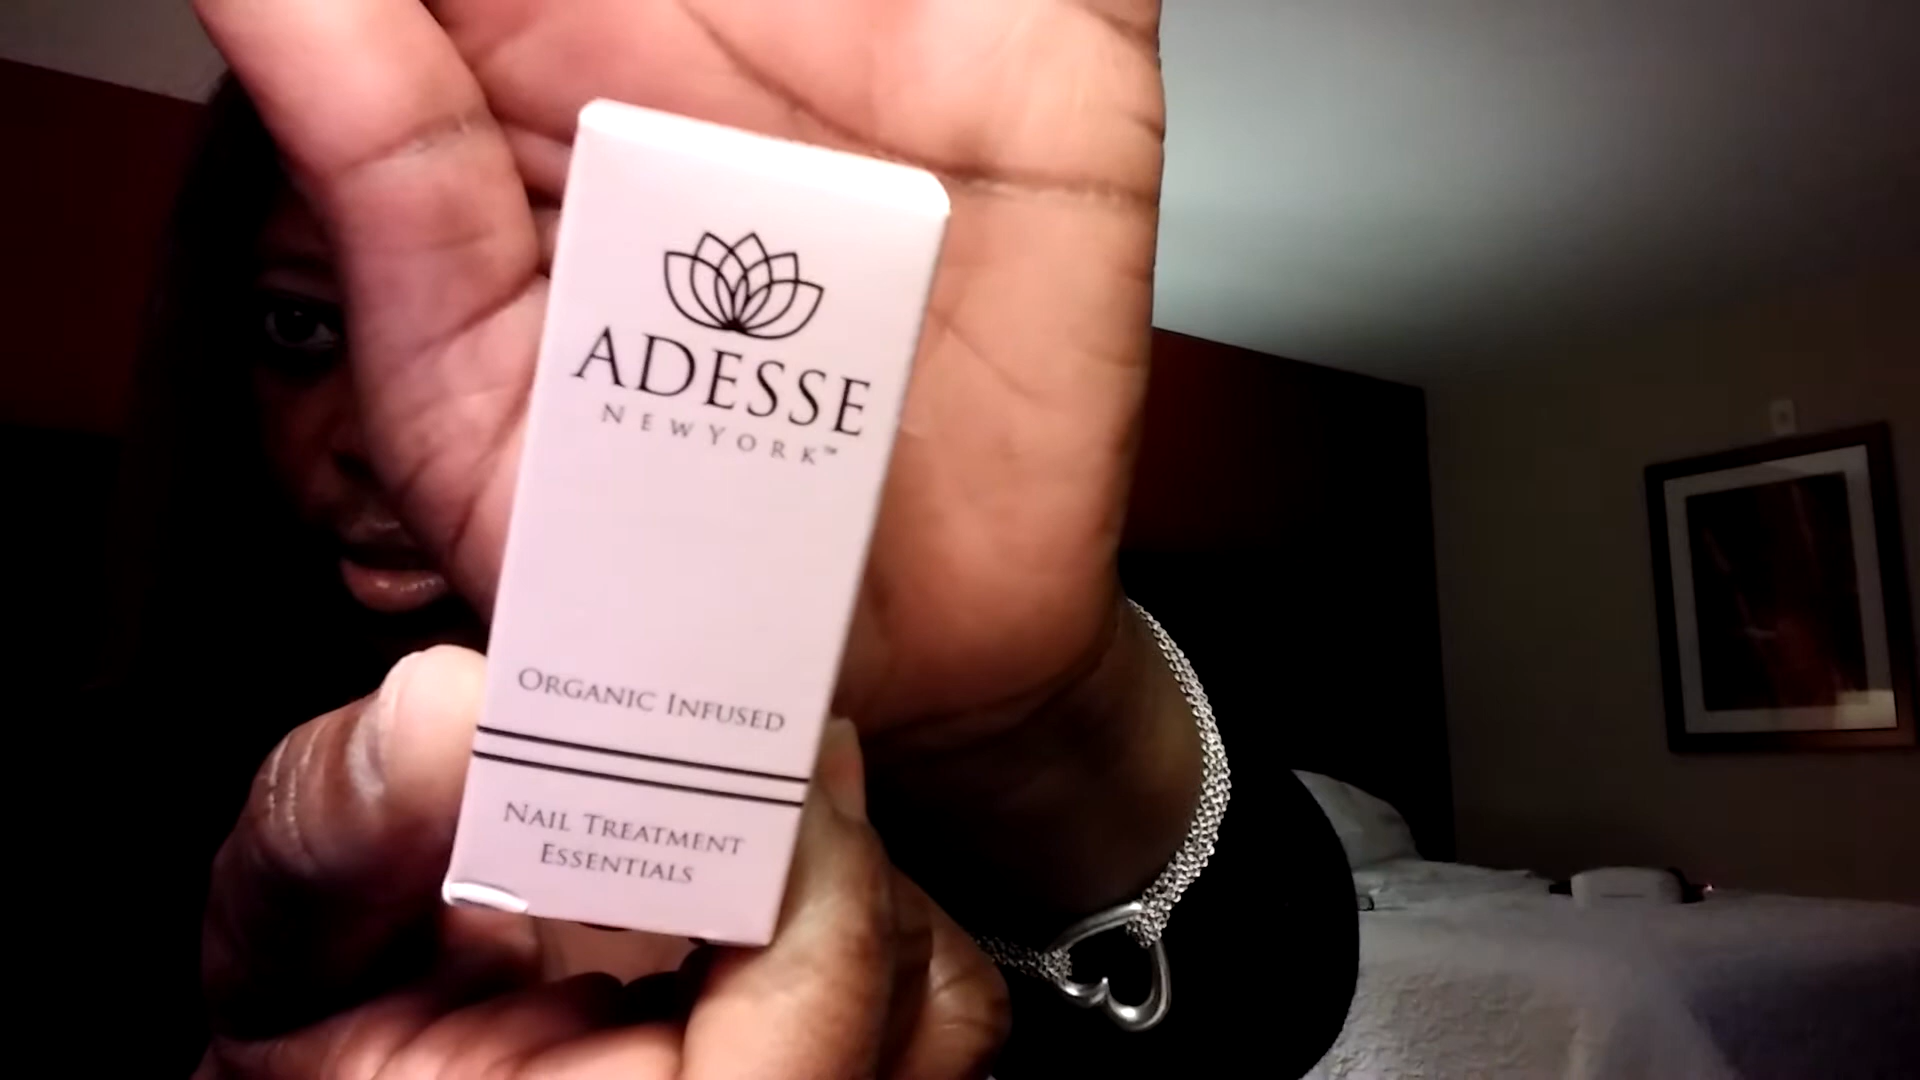 ADESSE
NEWYORK™
ORGANIC INFUSED
NAIL TREATMENT
ESSENTIALS